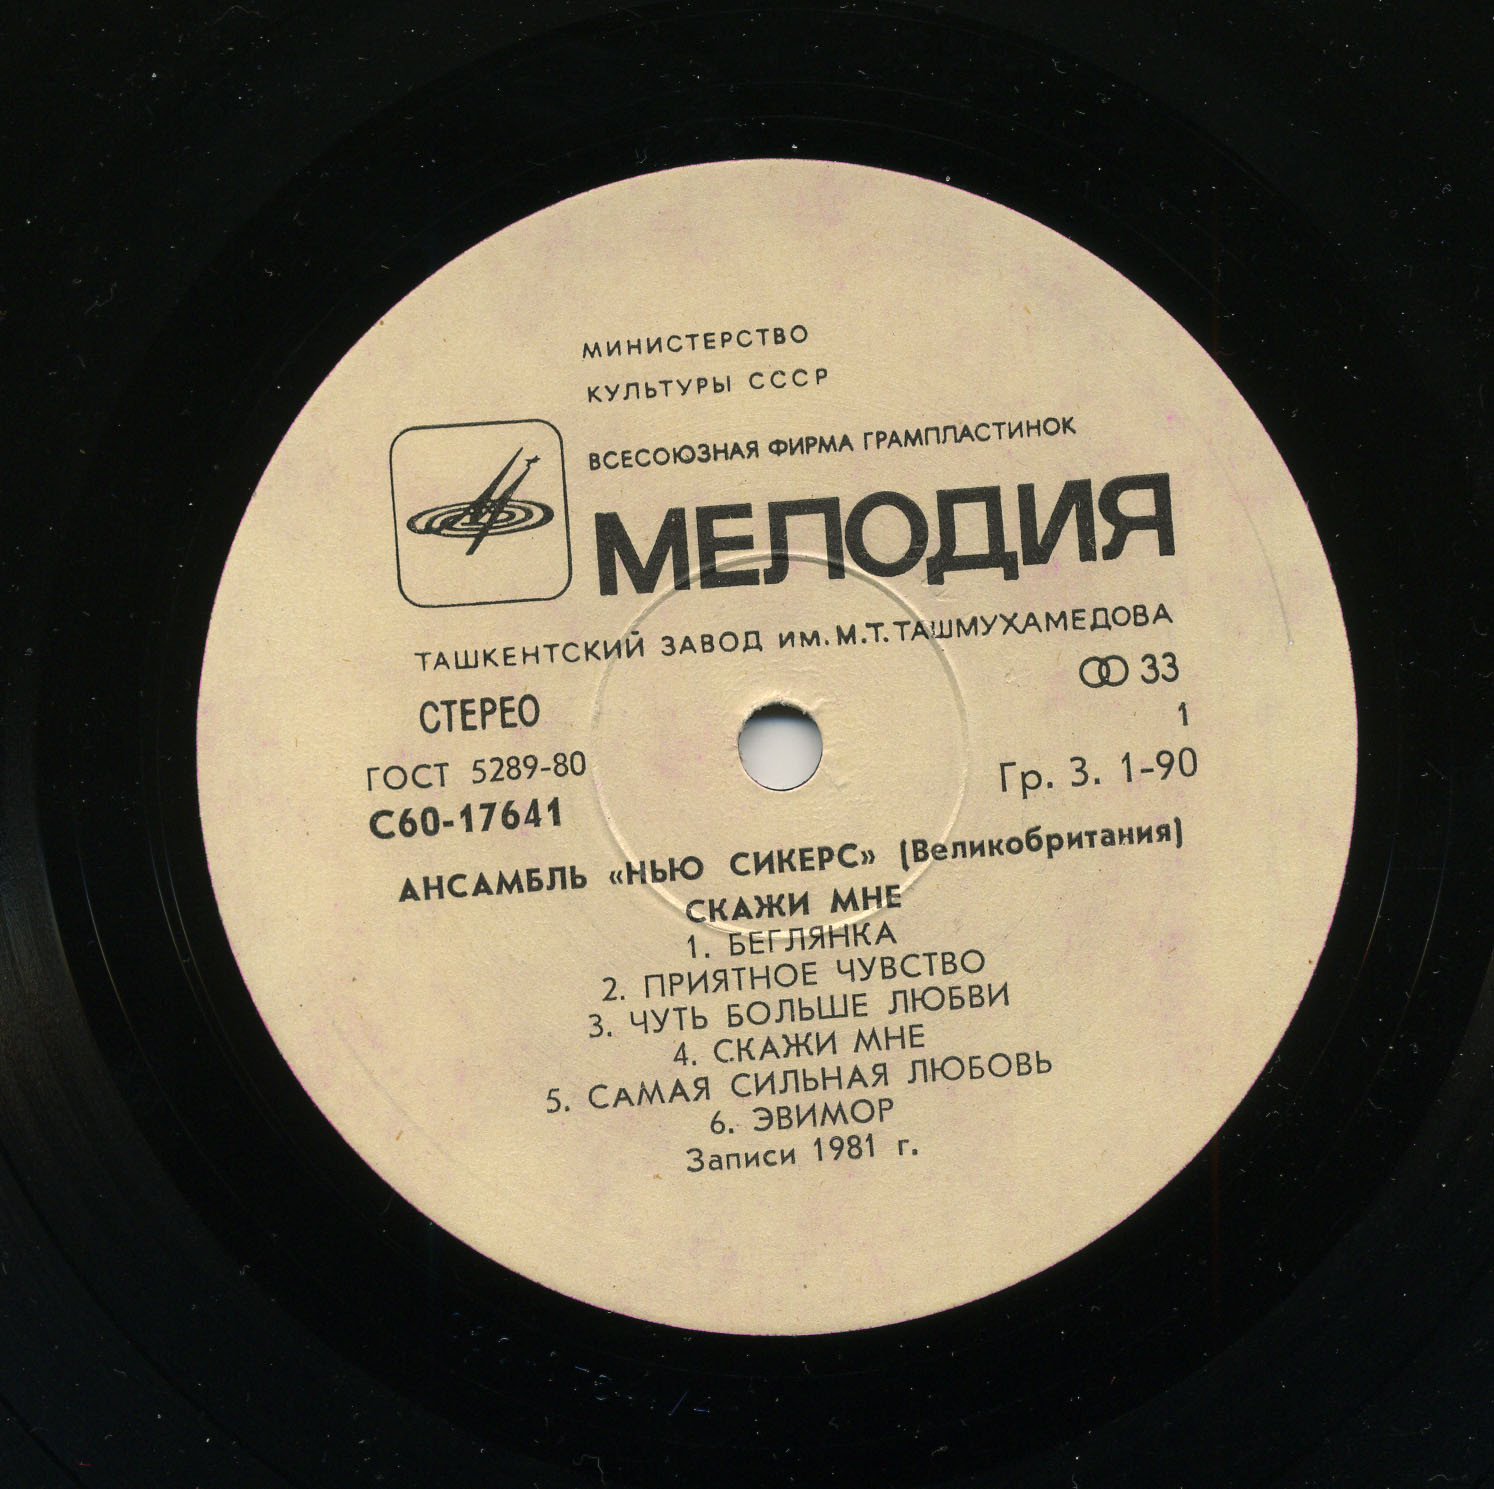 МИНИСТЕРСТВО
КУЛЬТУРЫ СССР
ВСЕСОЮЗНАЯ ФИРМА ГРАМПЛАСТИНОК
МЕЛОДИЯ
ТАШКЕНТСКИЙ ЗАВОД ИМ. М.Т. ТАШМУХАМЕДОВА
СТЕРЕО
33
1
ГОСТ 5289-80
Гр. 3. 1-90
С60-17641
АНСАМБЛЬ «НЬЮ СИКЕРС» (Великобритания)
СКАЖИ МНЕ
1. БЕГЛЯНКА
2. ПРИЯТНОЕ ЧУВСТВО
3. ЧУТЬ БОЛЬШЕ ЛЮБВИ
4. СКАЖИ МНЕ
5. САМАЯ СИЛЬНАЯ ЛЮБОВЬ
6. ЭВИМОР
Записи 1981 г.